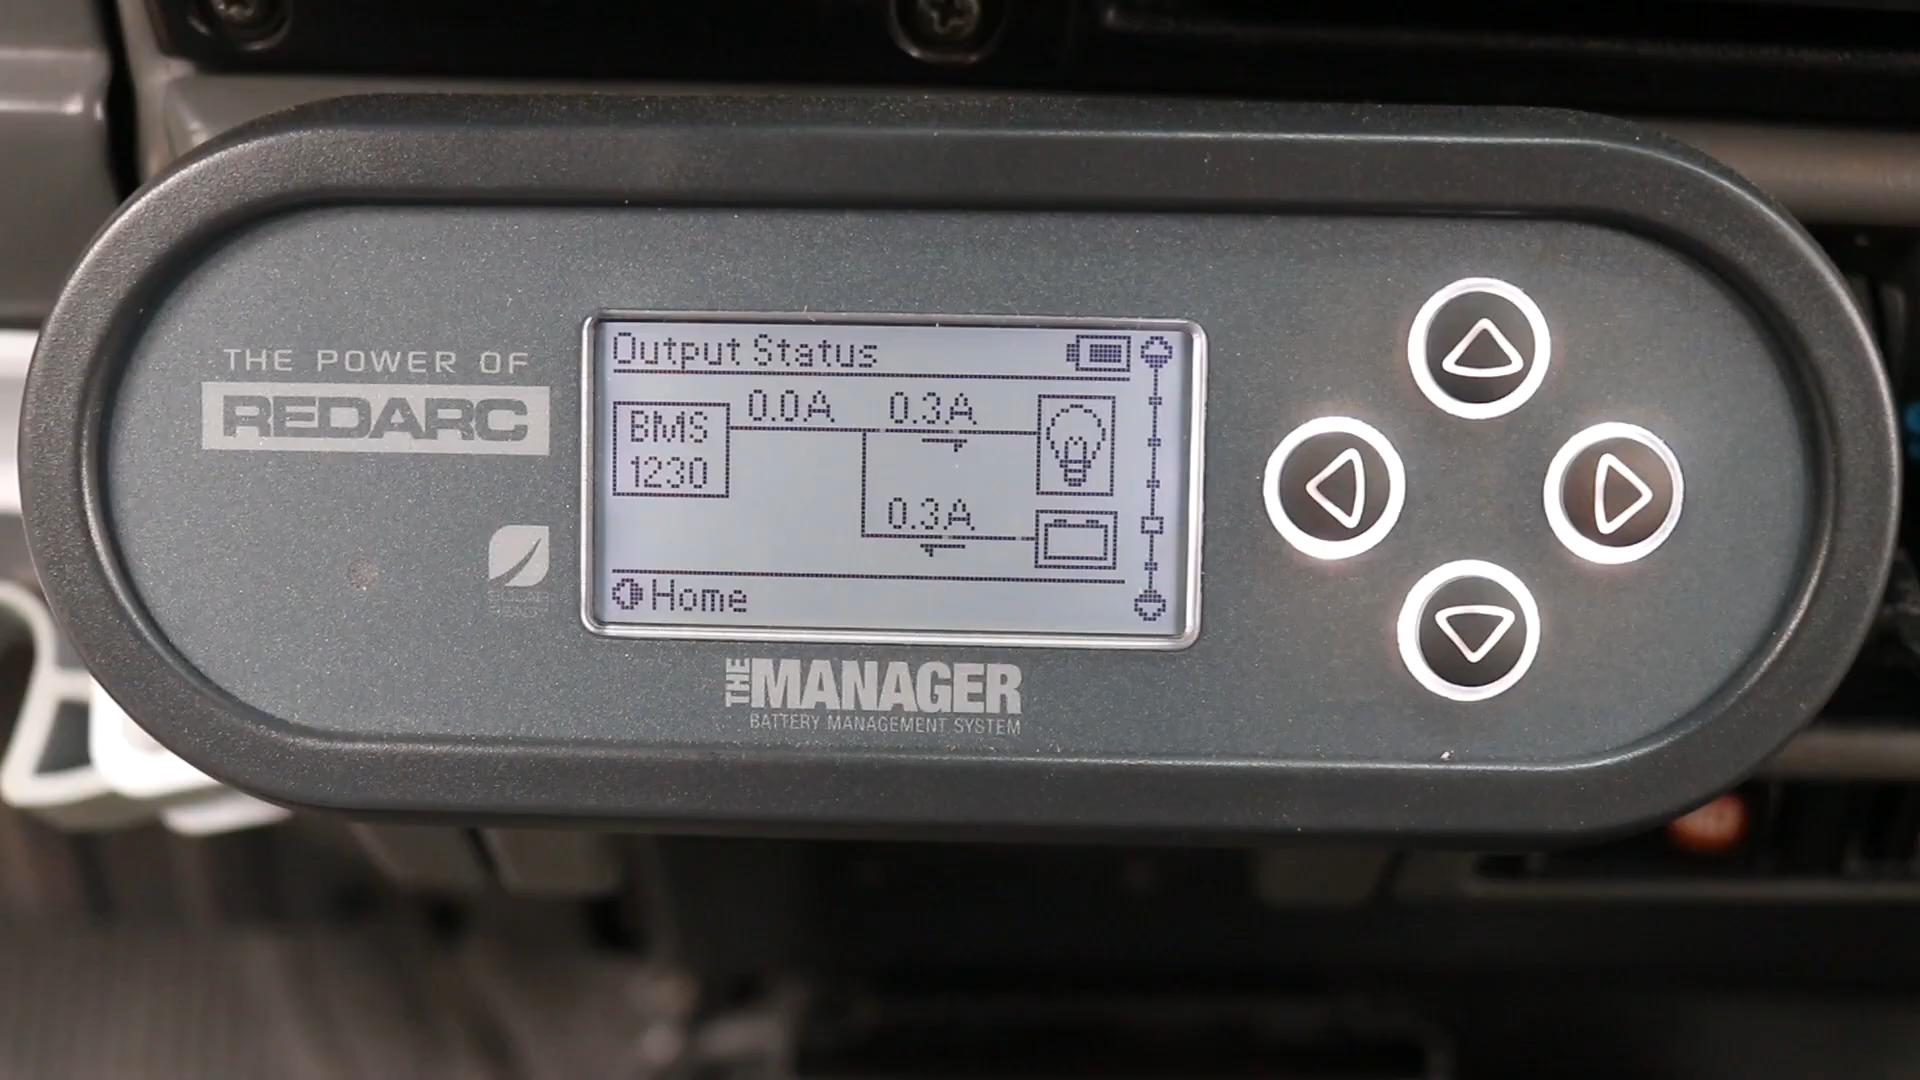 THE POWER OF
REDARC
Output Status
BMS
1230
0.0A
0.3A
0.3A
Home
THE MANAGER
BATTERY MANAGEMENT SYSTEM